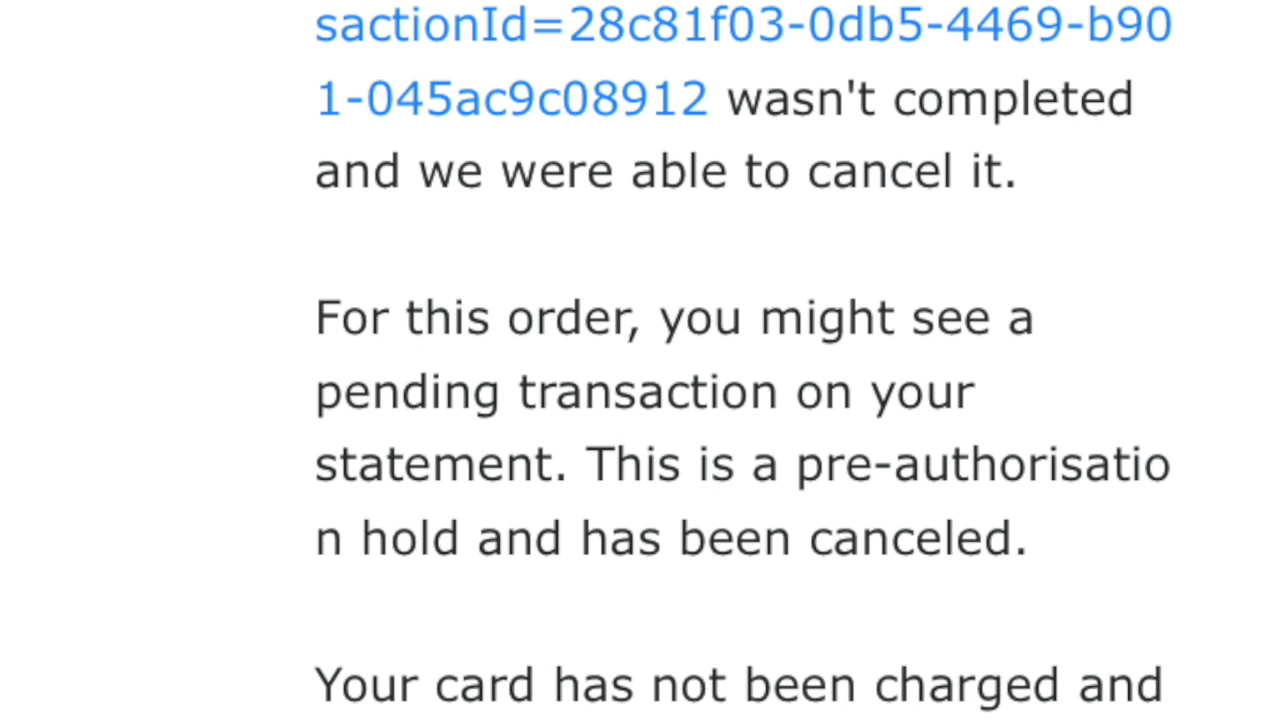 sactionId=28c81f03-0db5-4469-b90
1-045ac9c08912 wasn't completed
and we were able to cancel it.
For this order, you might see a
pending transaction on your
statement. This is a pre-authorisatio
n hold and has been canceled.
Your card has not been charged and